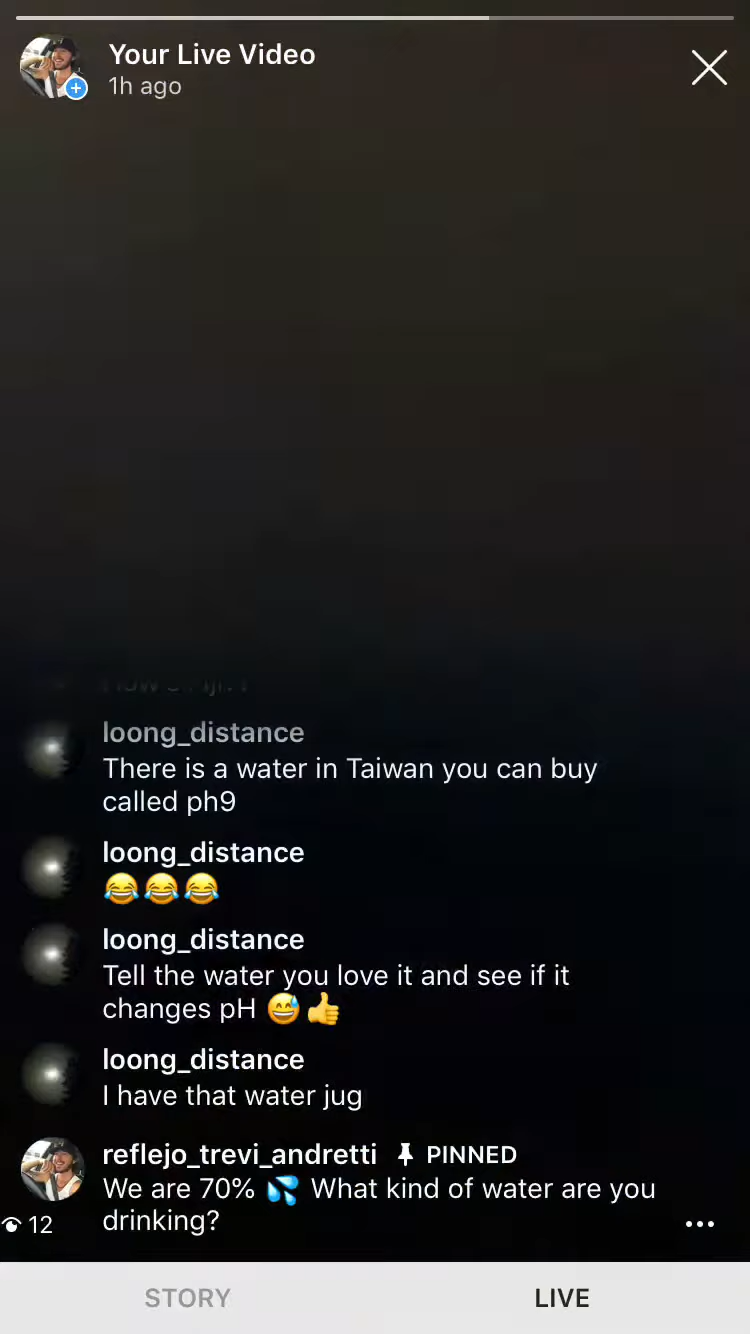 Your Live Video
1h ago
loong_distance
There is a water in Taiwan you can buy
called ph9
loong_distance
😂😂😂
loong_distance
Tell the water you love it and see if it
changes pH 😅👍
loong_distance
I have that water jug
reflejo_trevi_andretti PINNED
We are 70% 💦 What kind of water are you
drinking?
12
STORY LIVE